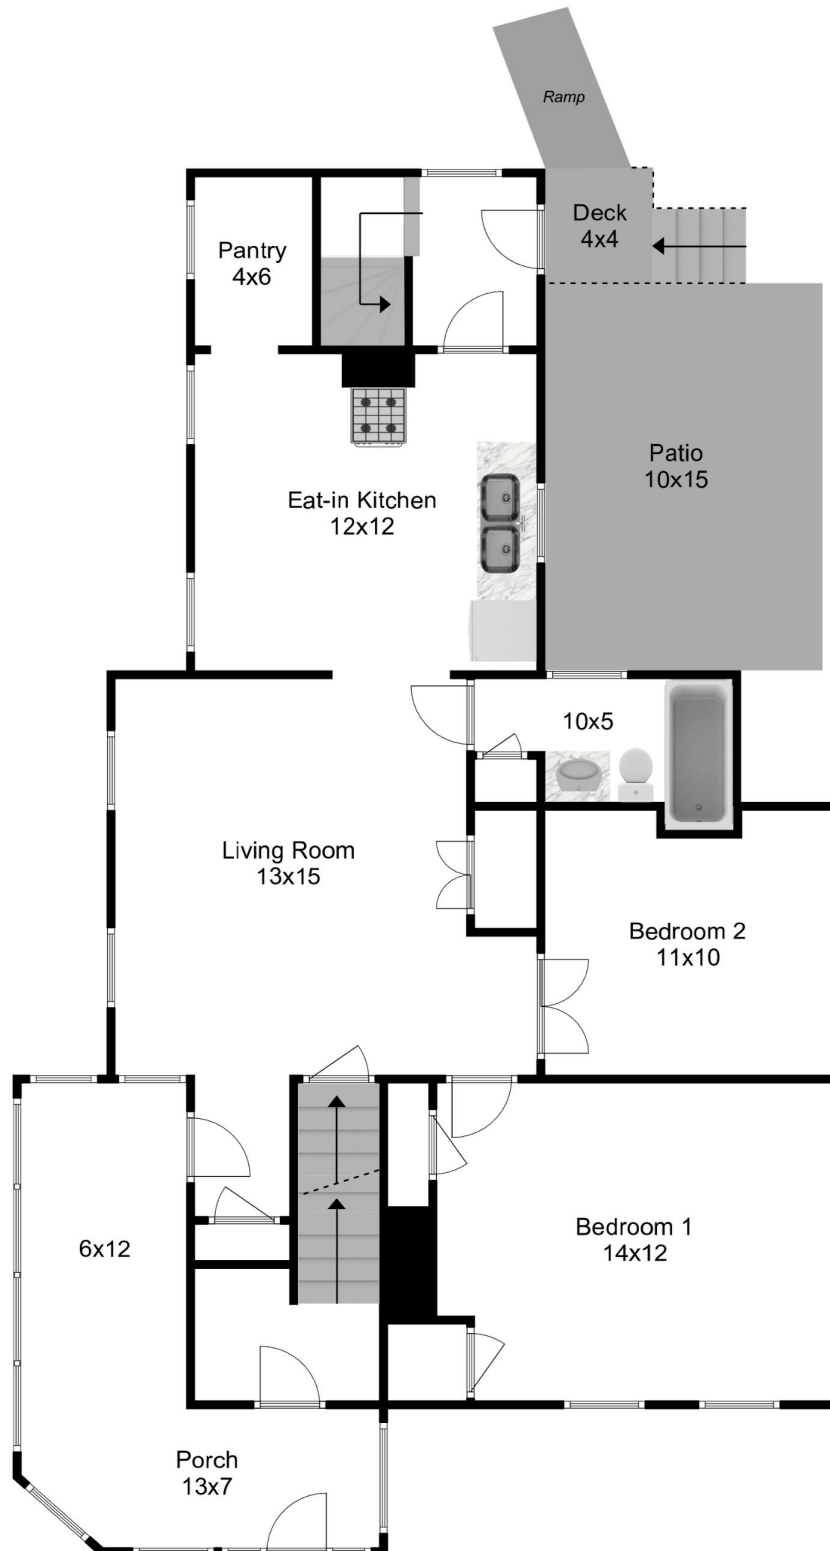 Ramp
Deck
4x4
Pantry
4x6
Patio
10x15
Eat-in Kitchen
12x12
10x5
Living Room
13x15
Bedroom 2
11x10
Bedroom 1
14x12
6x12
Porch
13x7